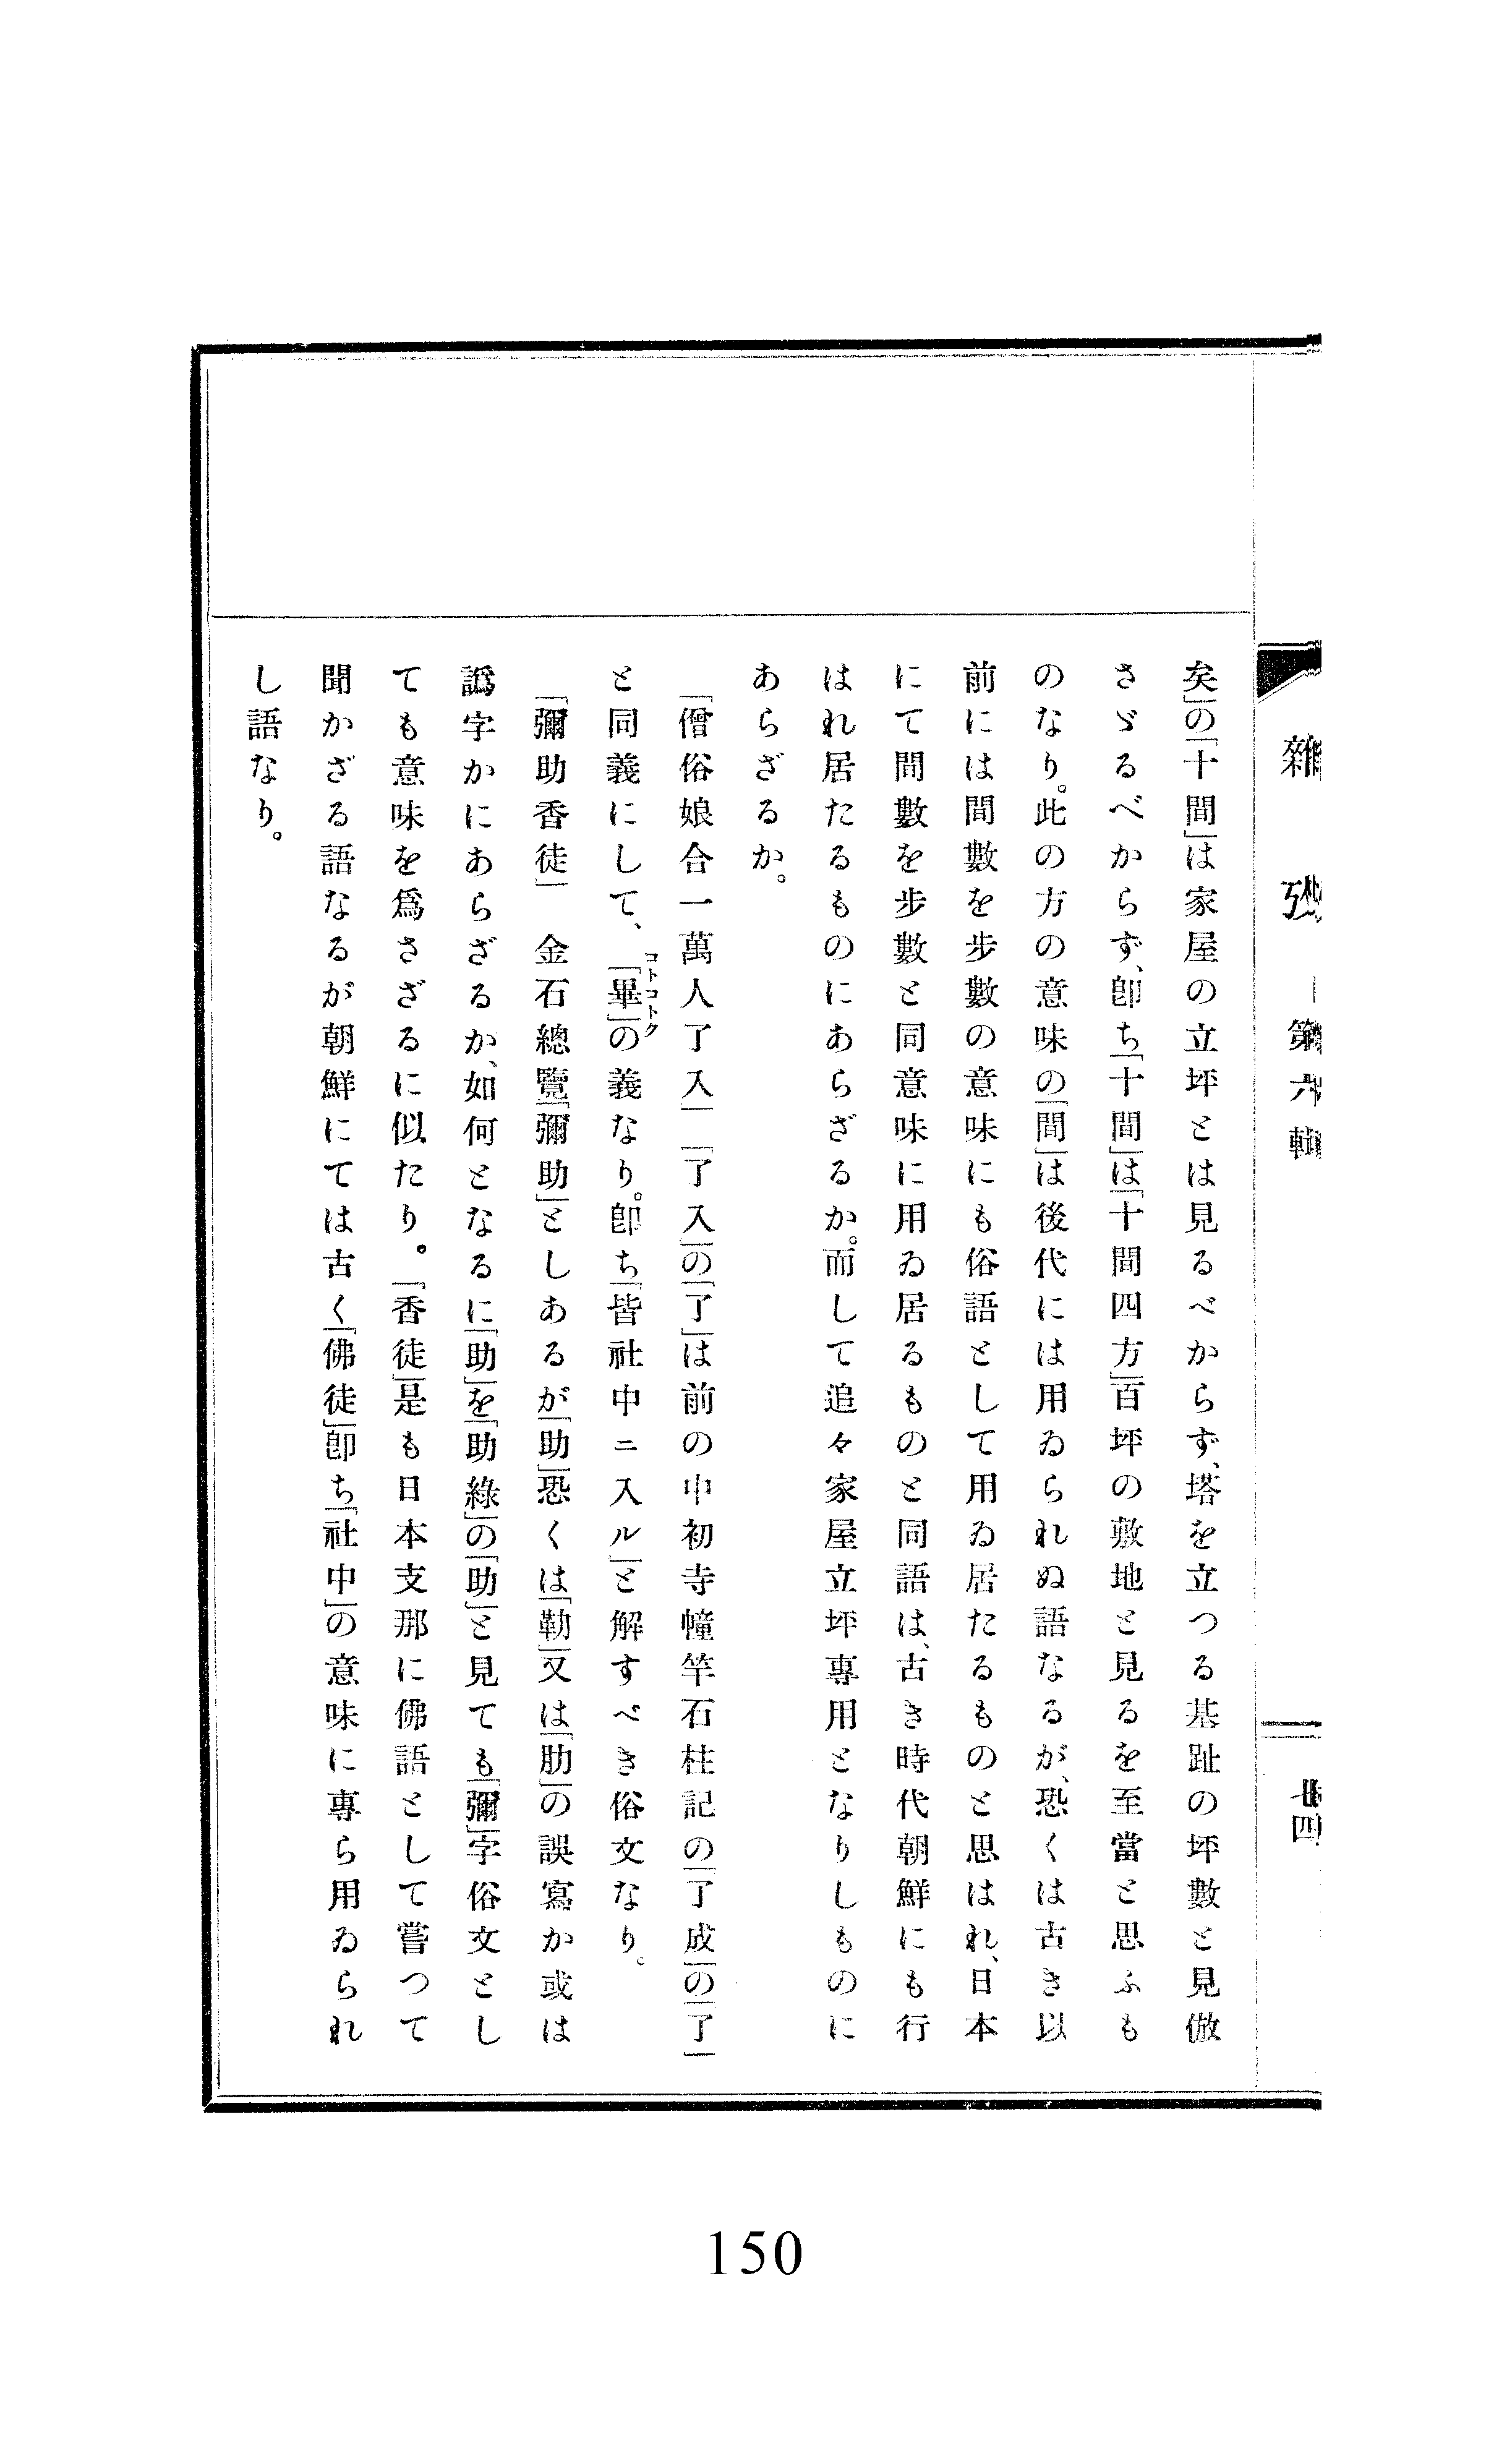 雜 攷 ー 第六輯 廿四
矣」の「十間」は家屋の立坪とは見るべからず、塔を立つる基趾の坪數と見做
さゞるべからず、卽ち「十間」は「十間四方」百坪の敷地と見るを至當と思ふも
のなり。此の方の意味の「間」は後代には用ゐられぬ語なるが、恐くは古き以
前には間數を步數の意味にも俗語として用ゐ居たるものと思はれ、日本
にて間數を步數と同意味に用ゐ居るものと同語は、古き時代朝鮮にも行
はれ居たるものにあらざるか。而して追々家屋立坪專用となりしものに
あらざるか。
「僧俗娘合一萬人了入」「了入」の「了」は前の中初寺幢竿石柱記の「了成」の「了」
と同義にして、「畢」の義なり。卽ち「皆社中ニ入ル」と解すべき俗文なり。
コトコトク
「彌助香徒」 金石總覽「彌助」としあるが「助」恐くは「勒」又は「肋」の誤寫か或は
譌字かにあらざるか、如何となるに「助」を「助綠」の「助」と見ても「彌」字俗文とし
ても意味を爲さざるに似たり。「香徒」是も日本支那に佛語として嘗つて
聞かざる語なるが朝鮮にては古く「佛徒」卽ち「社中」の意味に專ら用ゐられ
し語なり。
150